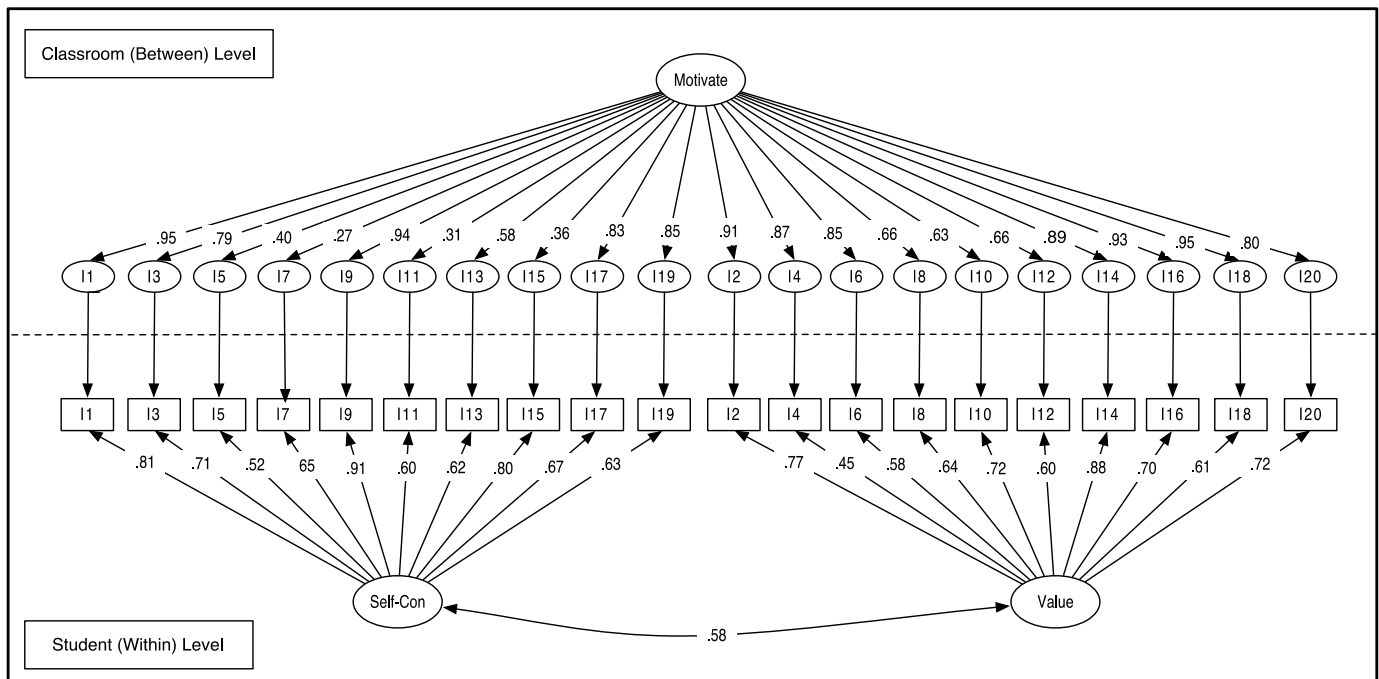 Classroom (Between) Level
Motivate
.95 .79 .40 .27 .94 .31 .58 .36 .83 .85 .91 .87 .85 .66 .63 .66 .89 .93 .95 .80
I1 I3 I5 I7 I9 I11 I13 I15 I17 I19 I2 I4 I6 I8 I10 I12 I14 I16 I18 I20
I1 I3 I5 I7 I9 I11 I13 I15 I17 I19 I2 I4 I6 I8 I10 I12 I14 I16 I18 I20
.81 .71 .52 65 .91 .60 .62 .80 .67 .63 .77 .45 .58 .64 .72 .60 .88 .70 .61 .72
Self-Con Value
.58
Student (Within) Level